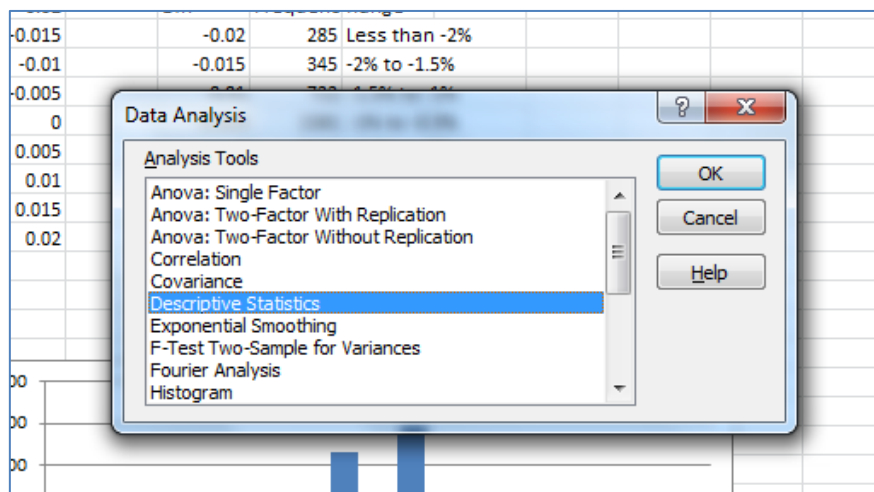 -0.015 -0.02 285 Less than -2%
-0.01 -0.015 345 -2% to -1.5%
-0.005
0
0.005
0.01
0.015
0.02
Data Analysis
Analysis Tools
Anova: Single Factor
Anova: Two-Factor With Replication
Anova: Two-Factor Without Replication
Correlation
Covariance
Descriptive Statistics
Exponential Smoothing
F-Test Two-Sample for Variances
Fourier Analysis
Histogram
OK
Cancel
Help